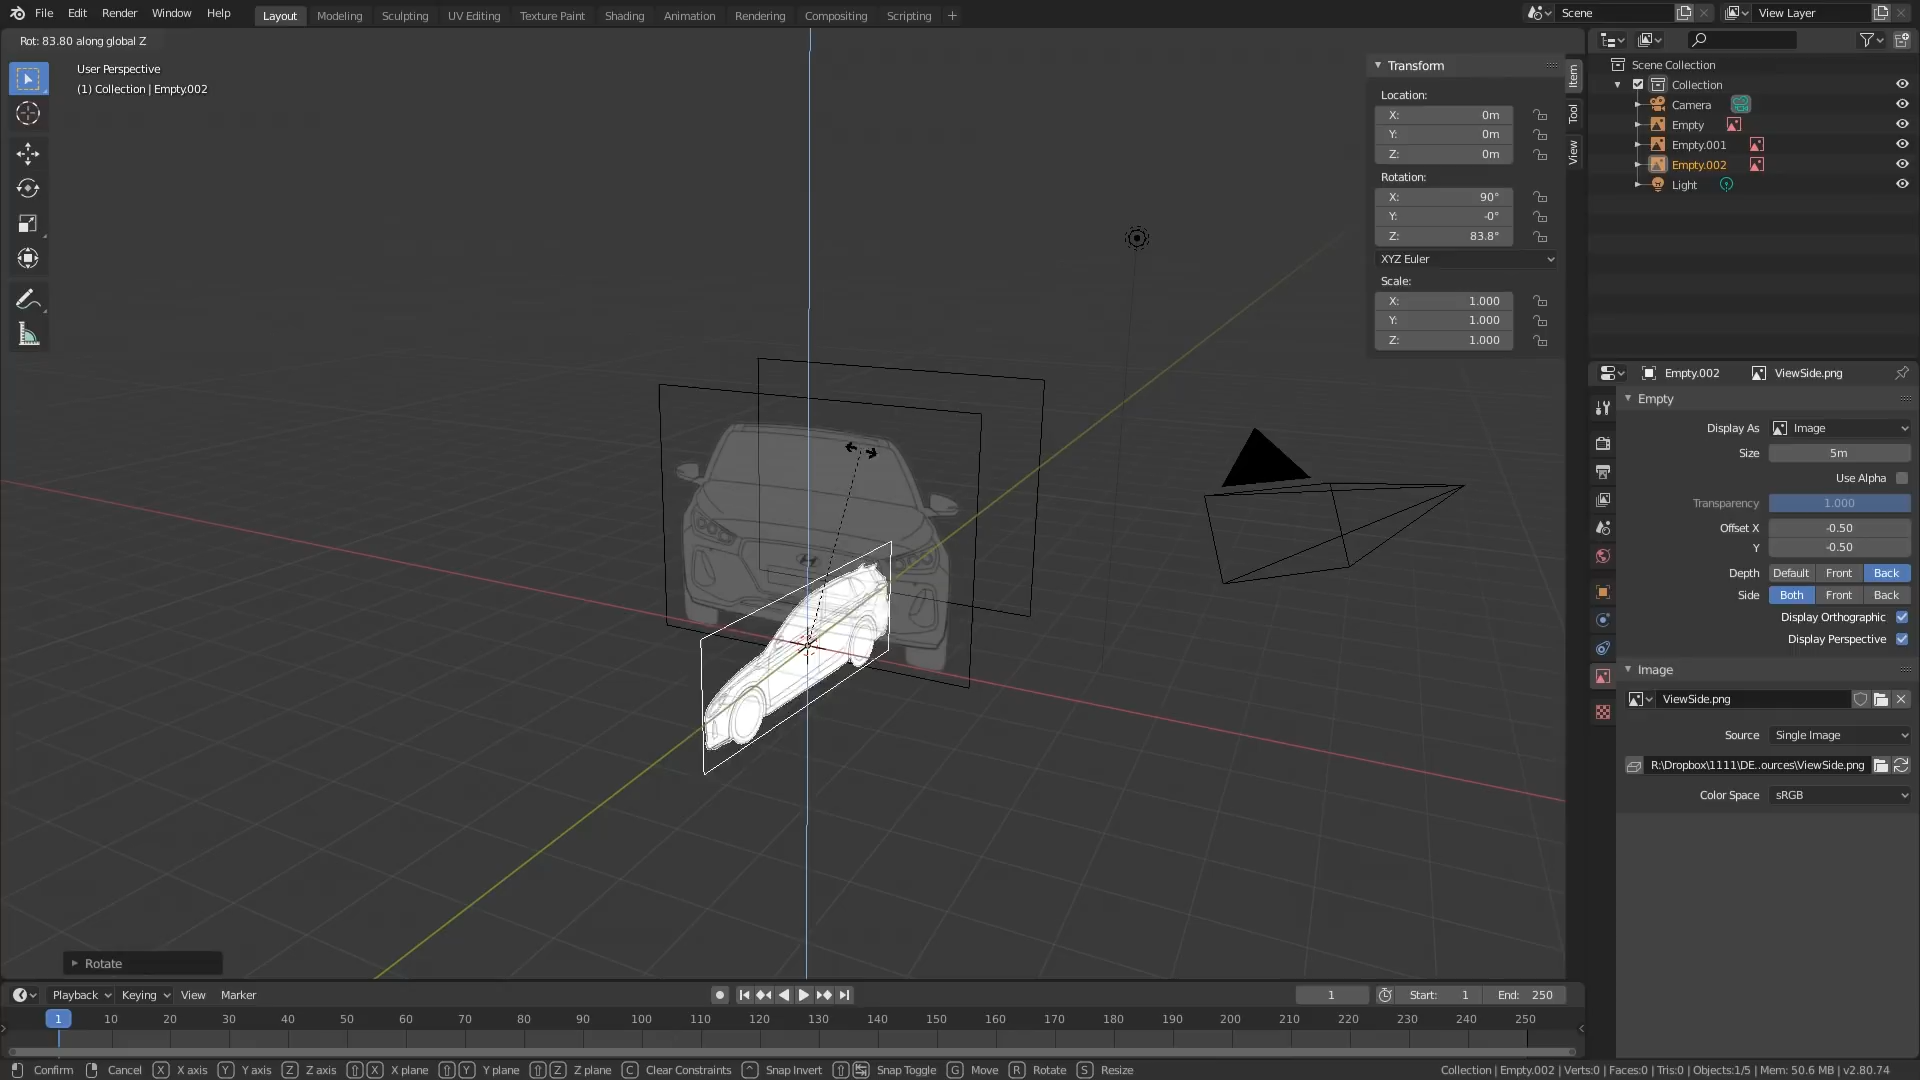 File Edit Render Window Help Layout Modeling Sculpting UV Editing Texture Paint Shading Animation Rendering Compositing Scripting + Scene View Layer
Rot: 83.80 along global Z
User Perspective
(1) Collection | Empty.002
Transform
Location:
X: 0m
Y: 0m
Z: 0m
Rotation:
X: 90°
Y: -0°
Z: 83.8°
XYZ Euler
Scale:
X: 1.000
Y: 1.000
Z: 1.000
Item
Tool
View
Scene Collection
Collection
Camera
Empty
Empty.001
Empty.002
Light
Empty.002 ViewSide.png
Empty
Display As Image
Size 5m
Use Alpha
Transparency 1.000
Offset X -0.50
Y -0.50
Depth Default Front Back
Side Both Front Back
Display Orthographic
Display Perspective
Image
ViewSide.png
Source Single Image
R:\Dropbox\1111\DE..ources\ViewSide.png
Color Space sRGB
Rotate
Playback Keying View Marker 1 Start: 1 End: 250
1 10 20 30 40 50 60 70 80 90 100 110 120 130 140 150 160 170 180 190 200 210 220 230 240 250
Confirm Cancel X X axis Y Y axis Z Z axis X X plane Y Y plane Z Z plane C Clear Constraints ^ Snap Invert Snap Toggle G Move R Rotate S Resize Collection | Empty.002 | Verts:0 | Faces:0 | Tris:0 | Objects:1/5 | Mem: 50.6 MB | v2.80.74